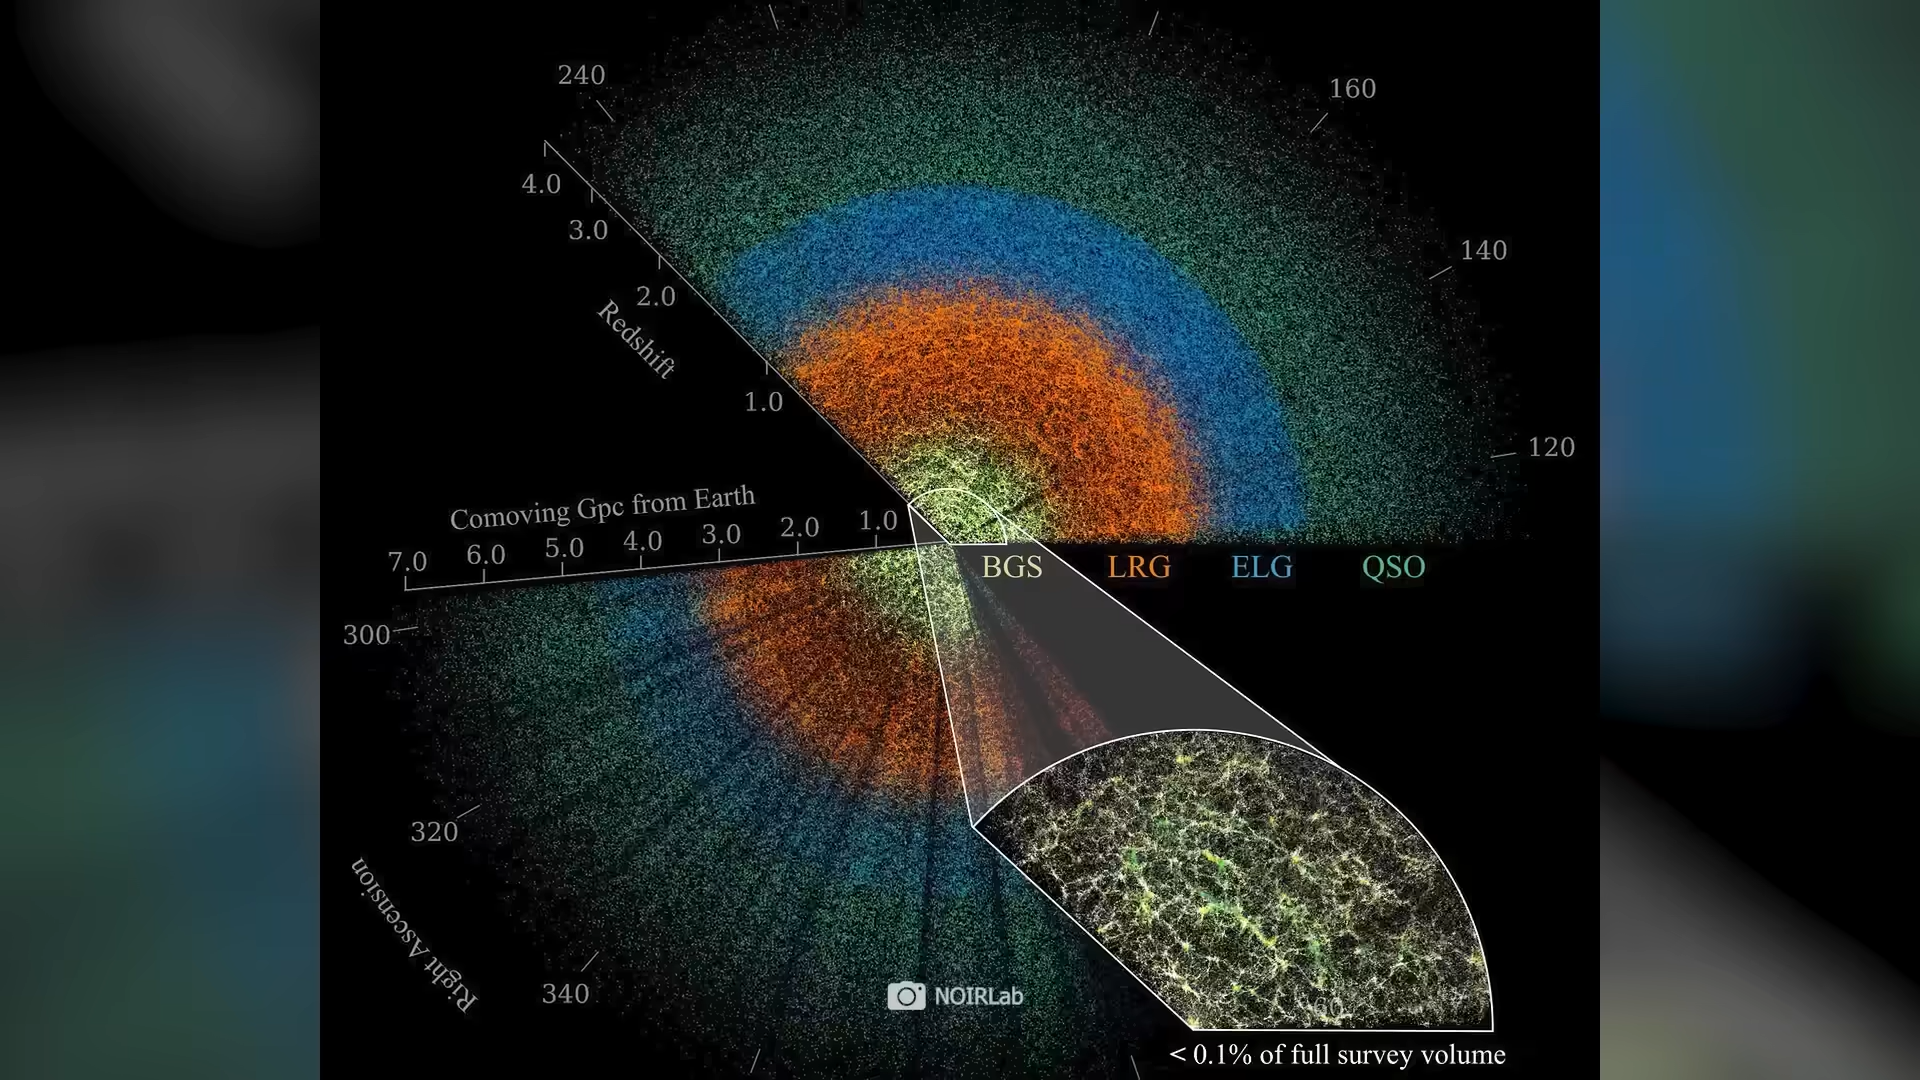 240
160
4.0
3.0
140
2.0
Redshift
1.0
120
Comoving Gpc from Earth
7.0 6.0 5.0 4.0 3.0 2.0 1.0
BGS LRG ELG QSO
300
320
Right Ascension
340
NOIRLab
60
< 0.1% of full survey volume